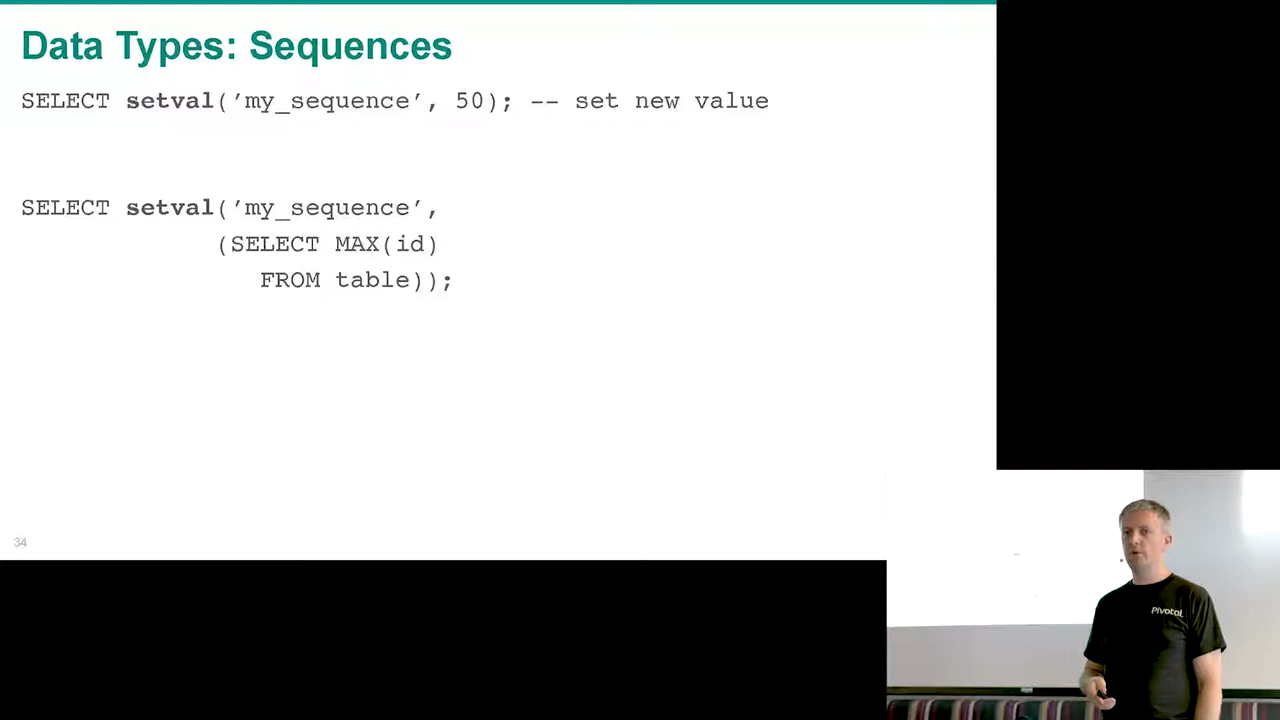 Data Types: Sequences
SELECT setval(’my_sequence’, 50); -- set new value
SELECT setval(’my_sequence’,
(SELECT MAX(id)
FROM table));
34
Pivotal